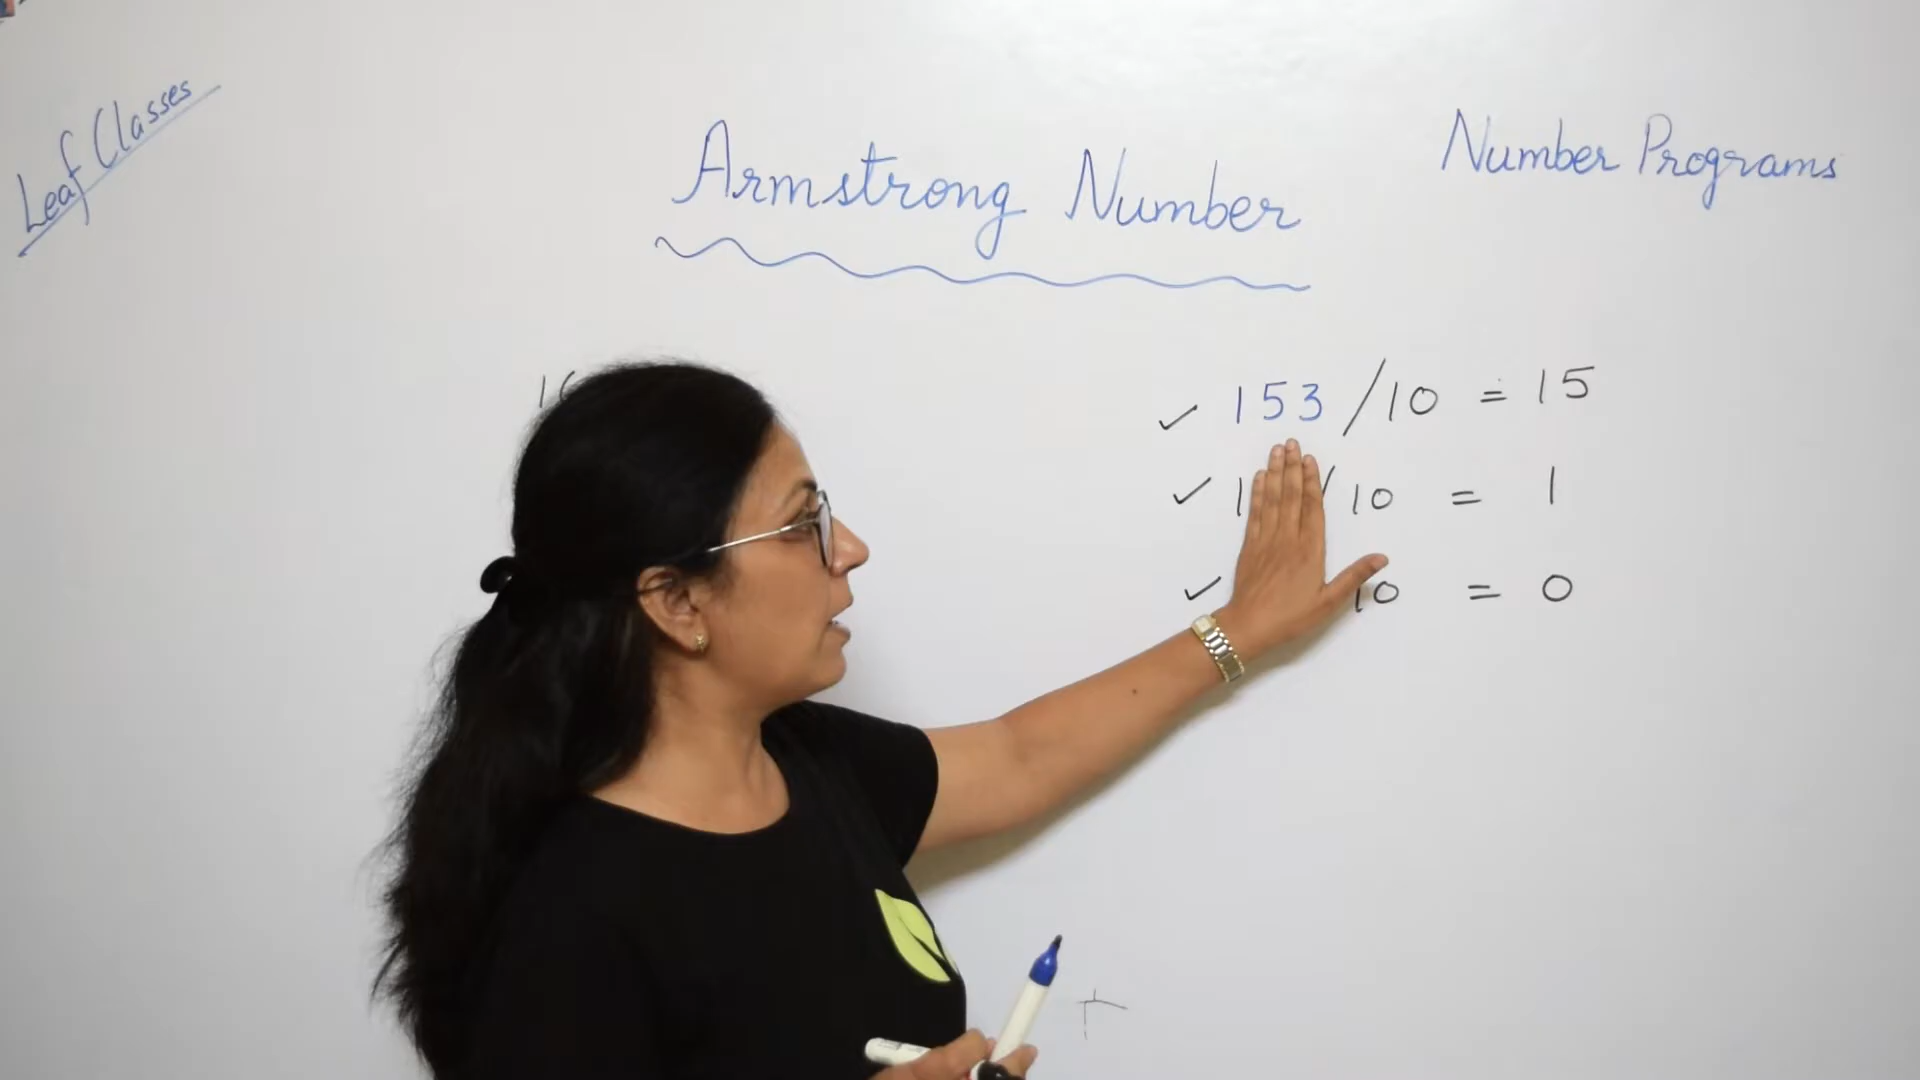 Leaf Classes
Armstrong Number
Number Programs
153 / 10 = 15
1 / 10 = 1
10 = 0